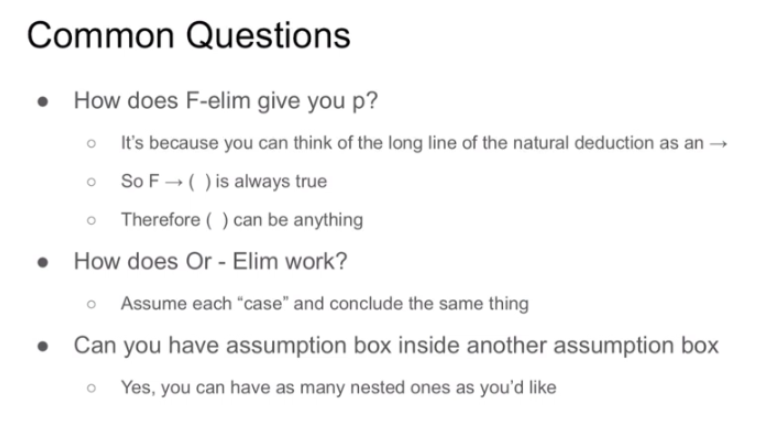 Common Questions
● How does F-elim give you p?
○ It's because you can think of the long line of the natural deduction as an →
○ So F → ( ) is always true
○ Therefore ( ) can be anything
● How does Or - Elim work?
○ Assume each “case” and conclude the same thing
● Can you have assumption box inside another assumption box
○ Yes, you can have as many nested ones as you'd like